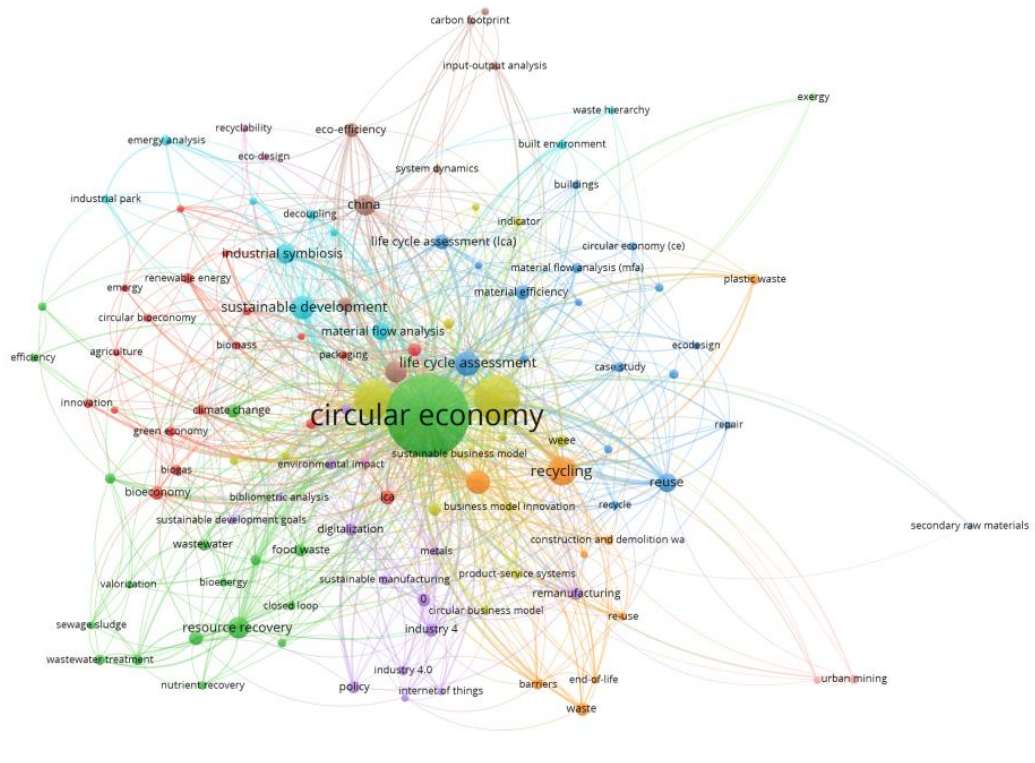 carbon footprint
input-output analysis
exergy
waste hierarchy
recyclability
eco-efficiency
emergy analysis
built environment
eco-design
system dynamics
buildings
industrial park
china
decoupling
indicator
life cycle assessment (lca)
circular economy (ce)
industrial symbiosis
material flow analysis (mfa)
renewable energy
plastic waste
emergy
material efficiency
sustainable development
circular bioeconomy
material flow analysis
biomass
ecodesign
agriculture
packaging
efficiency
life cycle assessment
case study
innovation
climate change
circular economy
repair
green economy
weee
sustainable business model
environmental impact
biogas
recycling
reuse
bioeconomy
bibliometric analysis
lca
business model innovation
recycle
sustainable development goals
digitalization
secondary raw materials
construction and demolition wa
wastewater
food waste
metals
product-service systems
sustainable manufacturing
valorization
bioenergy
remanufacturing
0
closed loop
circular business model
re-use
sewage sludge
resource recovery
industry 4
wastewater treatment
industry 4.0
end-of-life
urban mining
nutrient recovery
policy
internet of things
barriers
waste